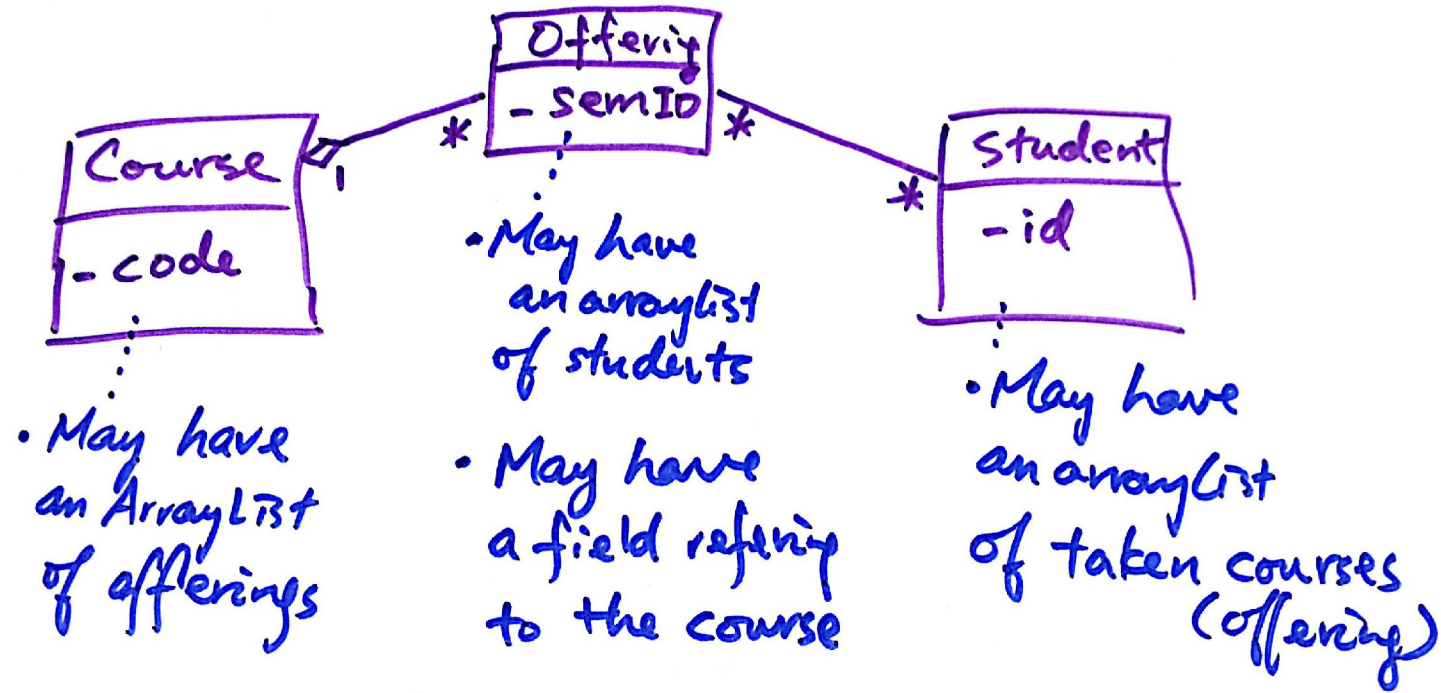 Offering
- semID
* *
Course
1
- code
Student
*
- id
• May have
an ArrayList
of offerings
• May have
an arraylist
of students
• May have
a field refering
to the course
• May have
an arraylist
of taken courses
(offering)